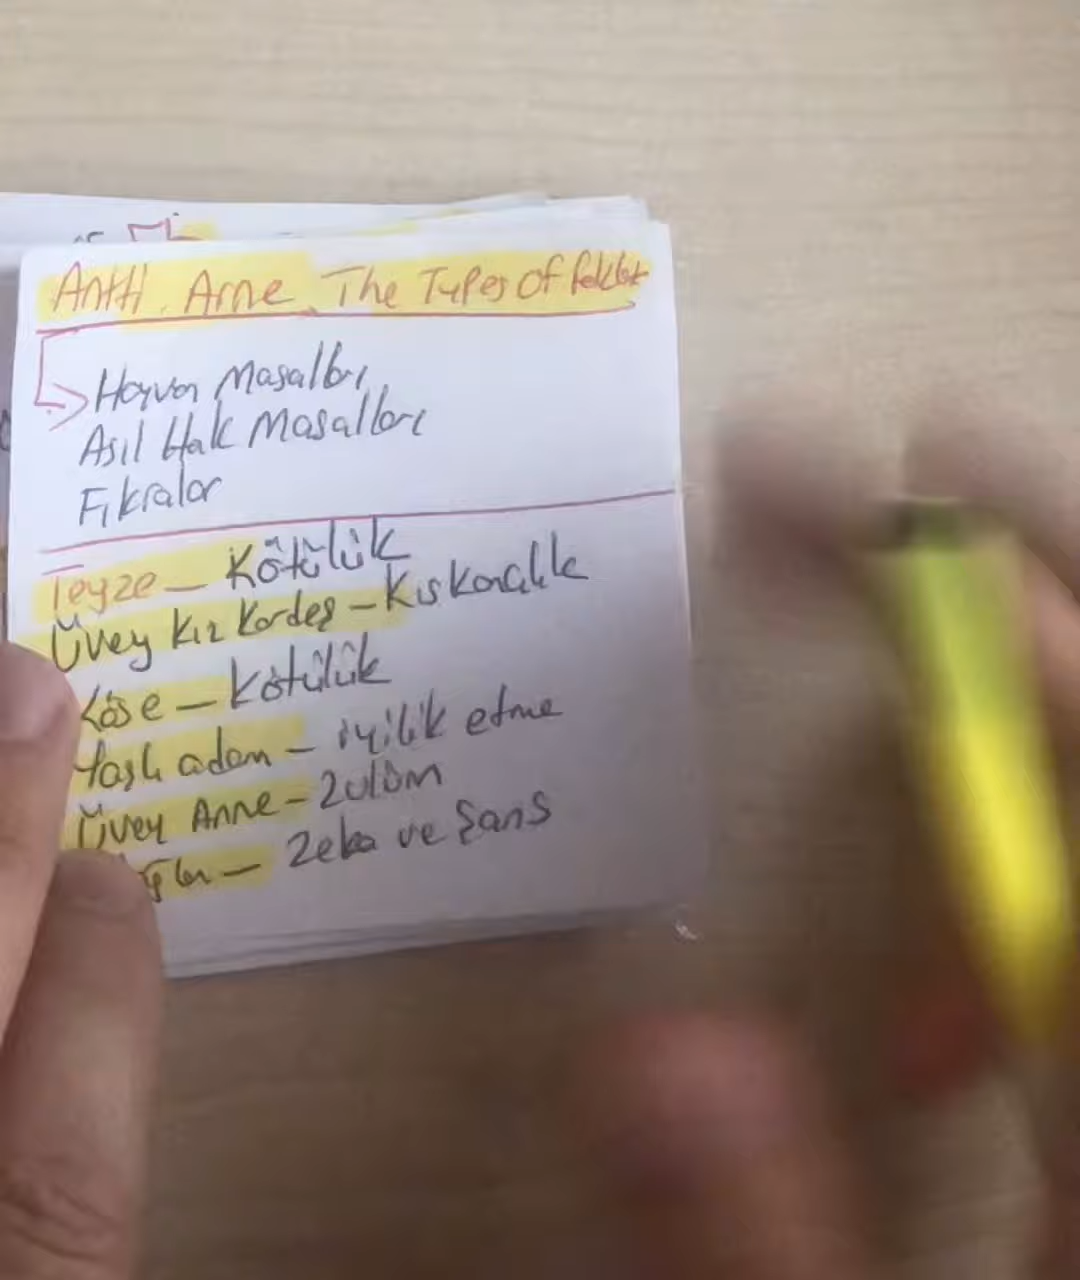 Antti. Arne The Types of
Hayvan Masalları
Asıl Halk Masalları
Fıkralar
Teyze - Kötülük
Üvey kız kardeş - Kıskançlık
Köse - Kötülük
Yaşlı adam - iyilik etme
Üvey Anne - Zulüm
Zeka ve Şans